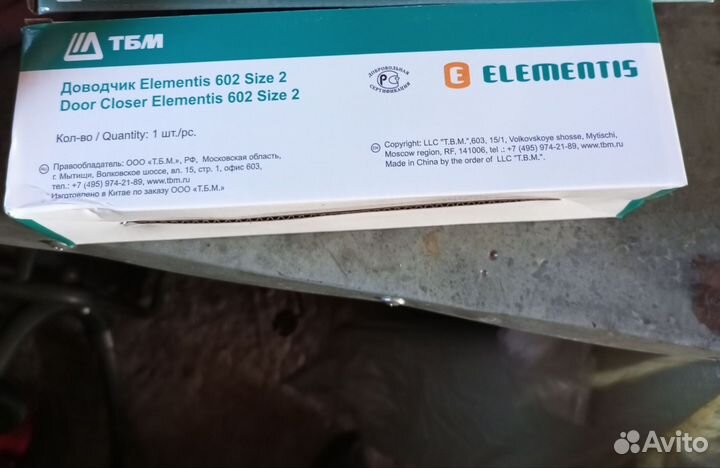 ТБМ
Доводчик Elementis 602 Size 2
Door Closer Elementis 602 Size 2
Кол-во / Quantity: 1 шт./pc.
ДОБРОВОЛЬНАЯ
Р
СЕРТИФИКАЦИЯ
E ELEMENTIS
RU Правообладатель: ООО «Т.Б.М.», РФ, Московская область,
г. Мытищи, Волковское шоссе, вл. 15, стр. 1, офис 603,
тел.: +7 (495) 974-21-89, www.tbm.ru
Изготовлено в Китае по заказу ООО «Т.Б.М.»
EN Copyright: LLC "T.B.M.",603, 15/1, Volkovskoye shosse, Mytischi,
Moscow region, RF, 141006, tel.: +7 (495) 974-21-89, www.tbm.ru
Made in China by the order of LLC "T.B.M.".
Avito